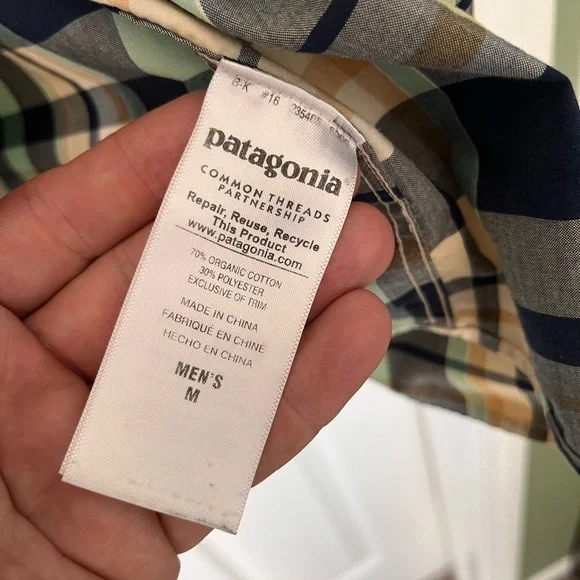 B-K #16
patagonia®
COMMON THREADS
PARTNERSHIP
Repair, Reuse, Recycle
This Product
www.patagonia.com
70% ORGANIC COTTON
30% POLYESTER
EXCLUSIVE OF TRIM
MADE IN CHINA
FABRIQUÉ EN CHINE
HECHO EN CHINA
MEN'S
M